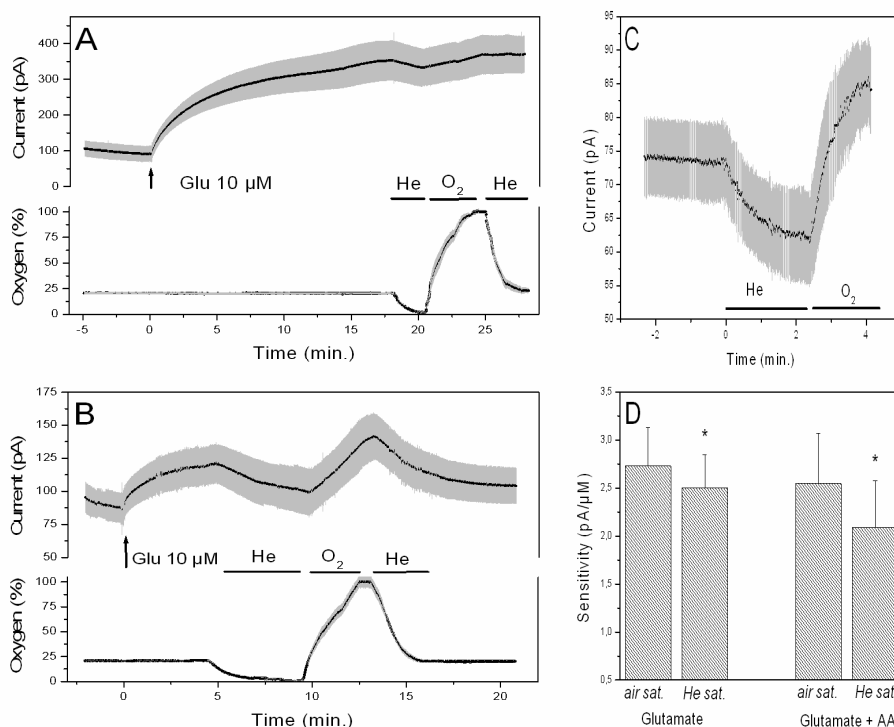 A
400
300
200
100
0
Current (pA)
Glu 10 µM
He O2 He
100
75
50
25
0
Oxygen (%)
-5 0 5 10 15 20 25
Time (min.)
B
175
150
125
100
75
50
Current (pA)
Glu 10 µM
He O2 He
100
75
50
25
0
Oxygen (%)
0 5 10 15 20
Time (min.)
C
95
90
85
80
75
70
65
60
55
50
Current (pA)
He O2
-2 0 2 4
Time (min.)
D
3,0
2,5
2,0
1,5
1,0
0,5
Sensitivity (pA/µM)
* *
air sat. He sat. air sat. He sat.
Glutamate Glutamate + AA